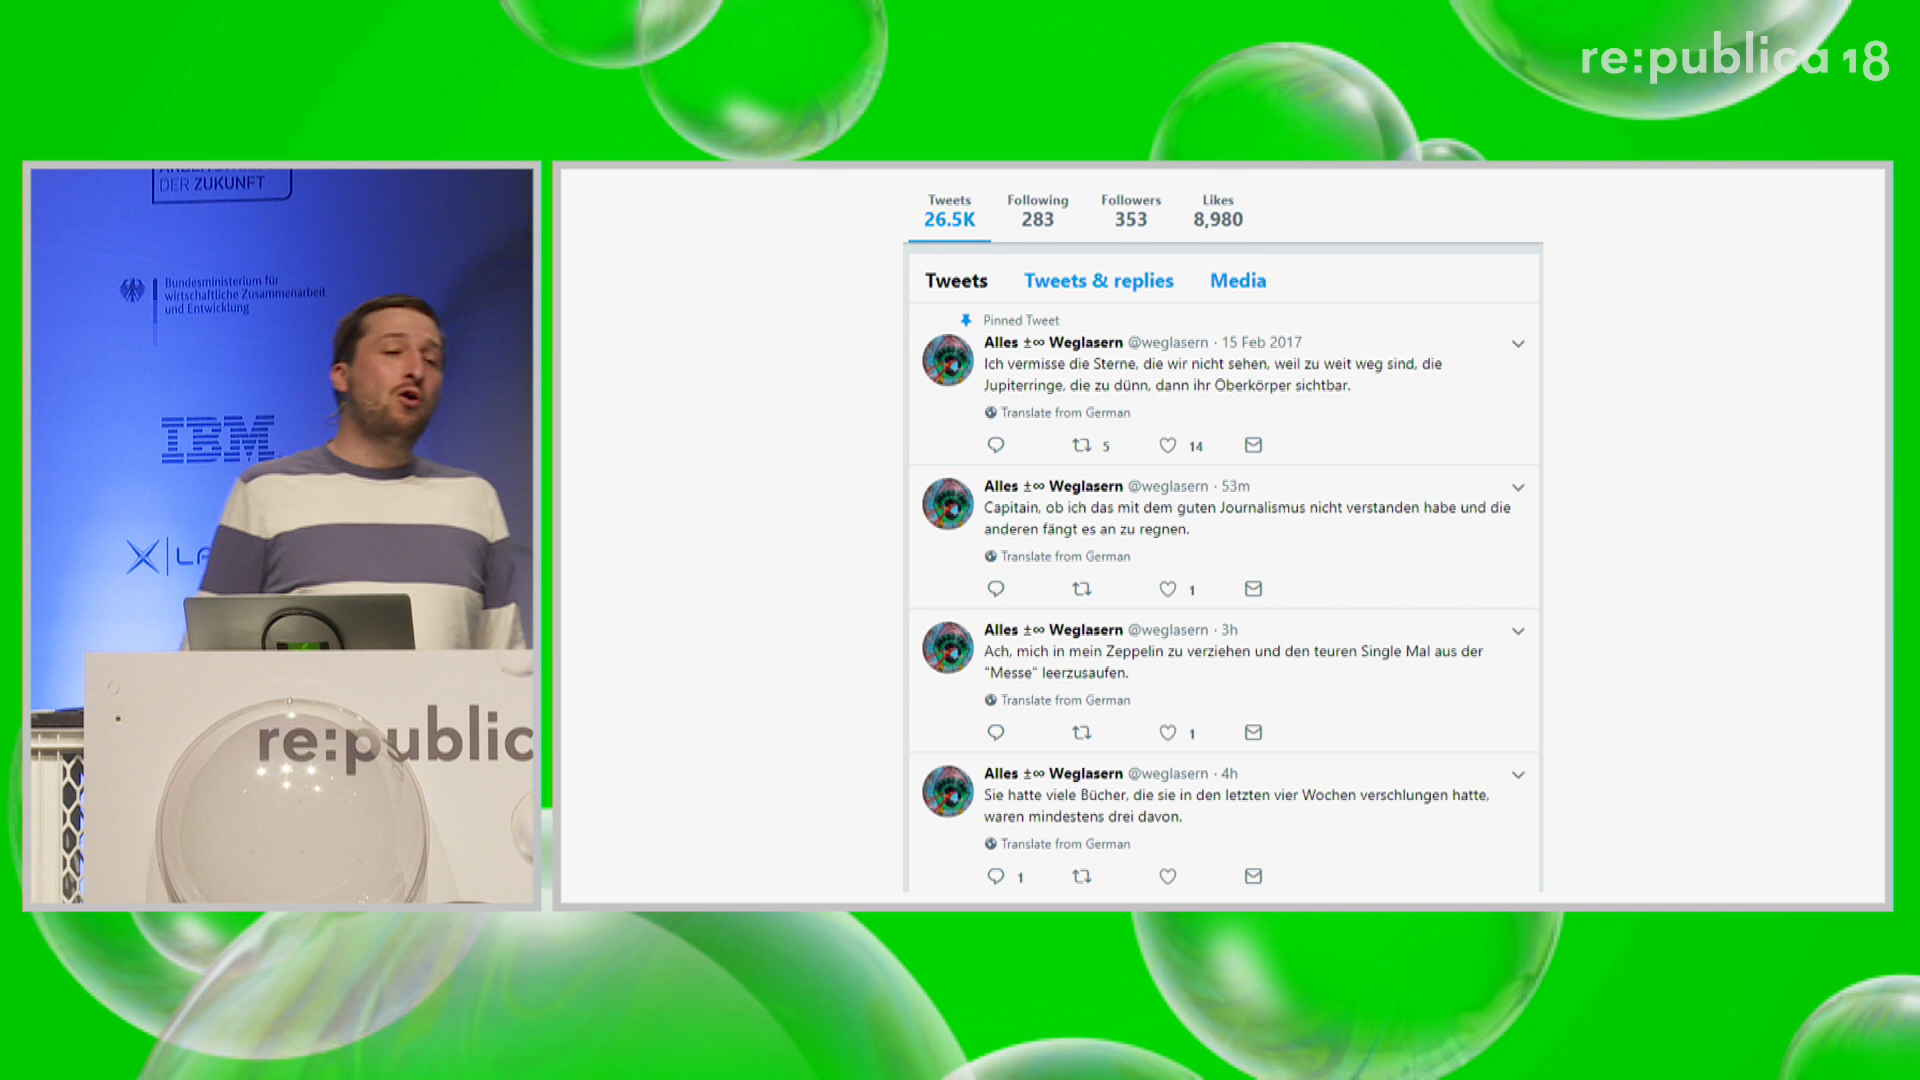 re:publica 18
DER ZUKUNFT
Bundesministerium für
wirtschaftliche Zusammenarbeit
und Entwicklung
IBM
re:public
Tweets Following Followers Likes
26.5K 283 353 8,980
Tweets Tweets & replies Media
Pinned Tweet
Alles ±∞ Weglasern @weglasern · 15 Feb 2017
Ich vermisse die Sterne, die wir nicht sehen, weil zu weit weg sind, die
Jupiterringe, die zu dünn, dann ihr Oberkörper sichtbar.
Translate from German
5 14
Alles ±∞ Weglasern @weglasern · 53m
Capitain, ob ich das mit dem guten Journalismus nicht verstanden habe und die
anderen fängt es an zu regnen.
Translate from German
1
Alles ±∞ Weglasern @weglasern · 3h
Ach, mich in mein Zeppelin zu verziehen und den teuren Single Mal aus der
"Messe" leerzusaufen.
Translate from German
1
Alles ±∞ Weglasern @weglasern · 4h
Sie hatte viele Bücher, die sie in den letzten vier Wochen verschlungen hatte,
waren mindestens drei davon.
Translate from German
1